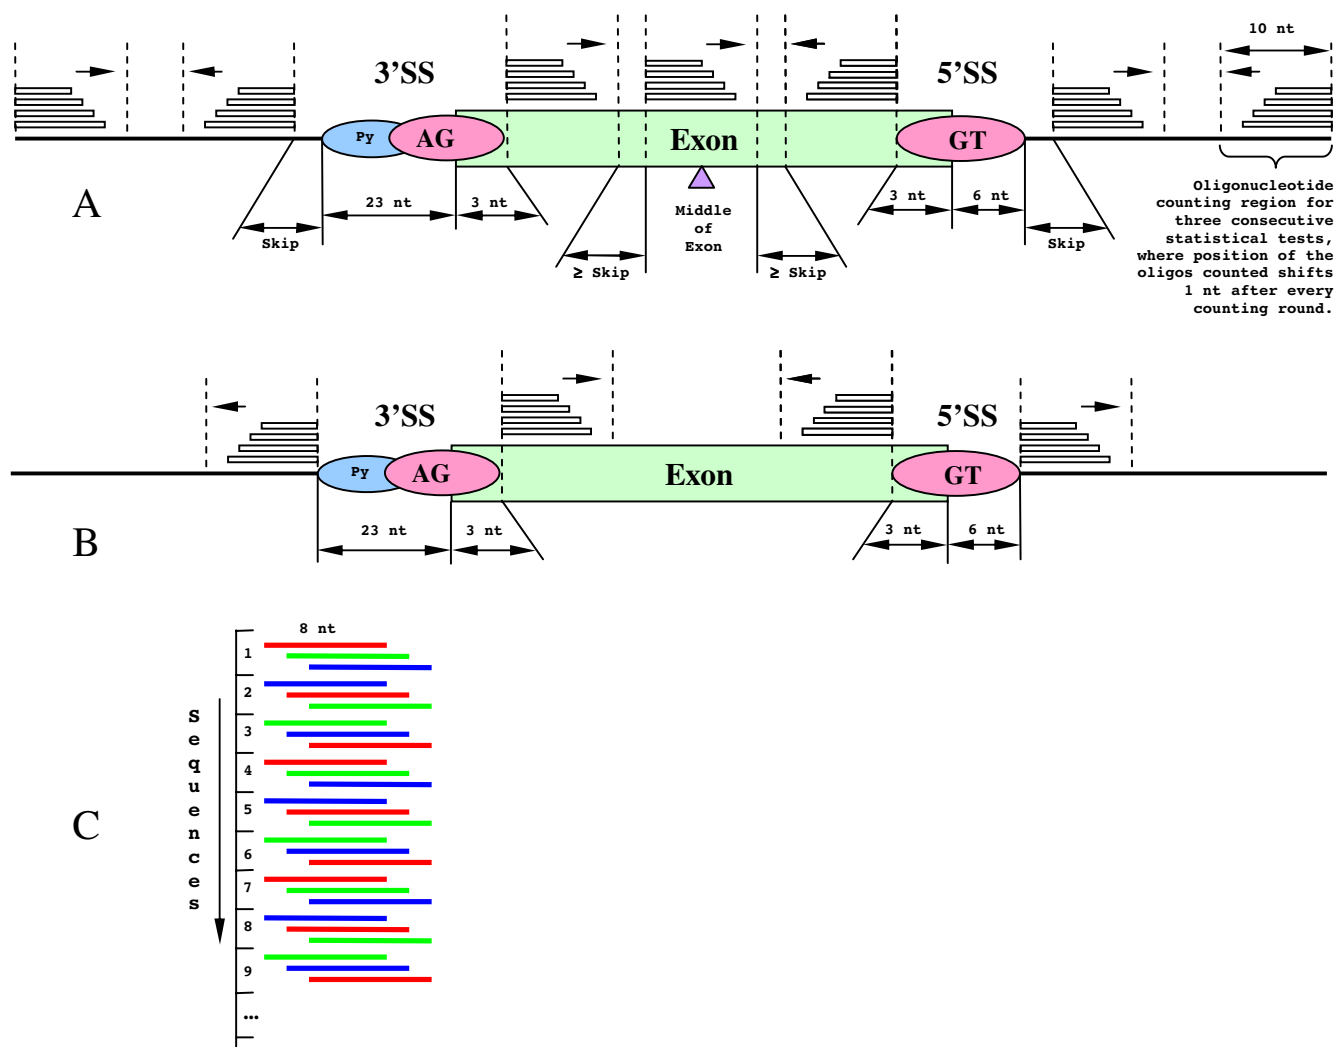 10 nt
3'SS
5'SS
Py
AG
Exon
GT
A
23 nt
3 nt
Middle
of
Exon
3 nt
6 nt
Skip
≥ Skip
≥ Skip
Skip
Oligonucleotide
counting region for
three consecutive
statistical tests,
where position of the
oligos counted shifts
1 nt after every
counting round.
3'SS
5'SS
Py
AG
Exon
GT
B
23 nt
3 nt
3 nt
6 nt
8 nt
C
Sequences
1
2
3
4
5
6
7
8
9
...